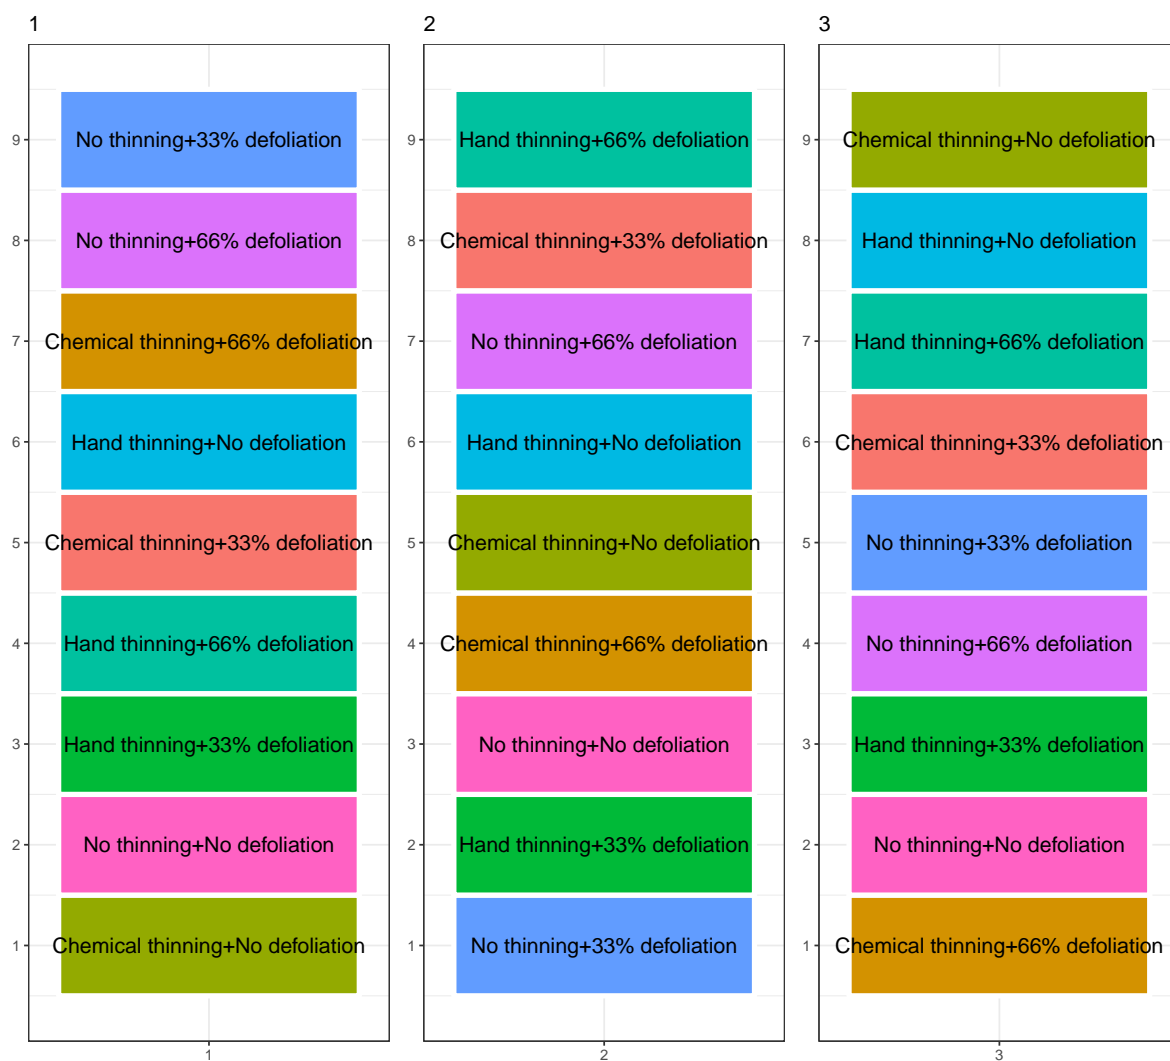 1
9
No thinning+33% defoliation
8
No thinning+66% defoliation
7
Chemical thinning+66% defoliation
6
Hand thinning+No defoliation
5
Chemical thinning+33% defoliation
4
Hand thinning+66% defoliation
3
Hand thinning+33% defoliation
2
No thinning+No defoliation
1
Chemical thinning+No defoliation
1
2
9
Hand thinning+66% defoliation
8
Chemical thinning+33% defoliation
7
No thinning+66% defoliation
6
Hand thinning+No defoliation
5
Chemical thinning+No defoliation
4
Chemical thinning+66% defoliation
3
No thinning+No defoliation
2
Hand thinning+33% defoliation
1
No thinning+33% defoliation
2
3
9
Chemical thinning+No defoliation
8
Hand thinning+No defoliation
7
Hand thinning+66% defoliation
6
Chemical thinning+33% defoliation
5
No thinning+33% defoliation
4
No thinning+66% defoliation
3
Hand thinning+33% defoliation
2
No thinning+No defoliation
1
Chemical thinning+66% defoliation
3